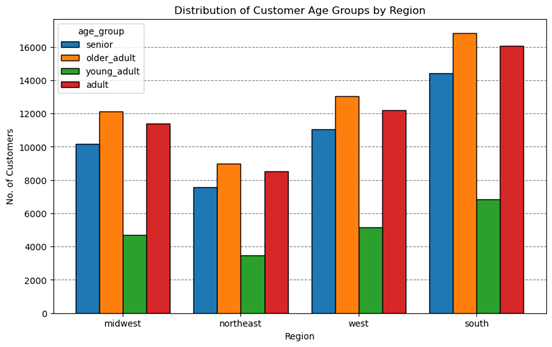 Distribution of Customer Age Groups by Region
age_group
senior
older_adult
young_adult
adult
No. of Customers
16000
14000
12000
10000
8000
6000
4000
2000
0
midwest northeast west south
Region